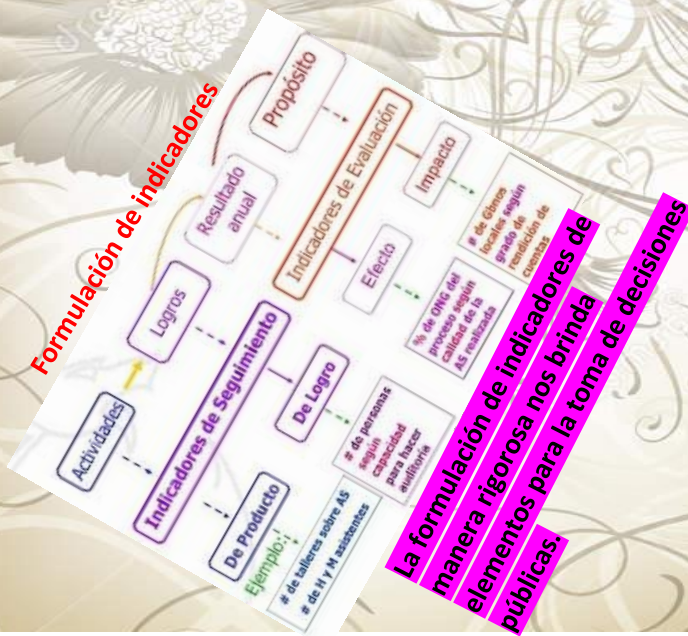 Formulación de indicadores
Propósito
Resultado
anual
Logros
Actividades
Indicadores de Evaluación
Indicadores de Seguimiento
Impacto
Efecto
De Logro
De Producto
Ejemplo:
# de Gbnos
locales según
grado de
rendición de
cuentas
% de ONG del
proceso según
calidad de la
AS realizada
# de personas
según
capacidad
para hacer
auditoría
# de talleres sobre AS
# de H y M asistentes
La formulación de indicadores de
manera rigorosa nos brinda
elementos para la toma de decisiones
públicas.